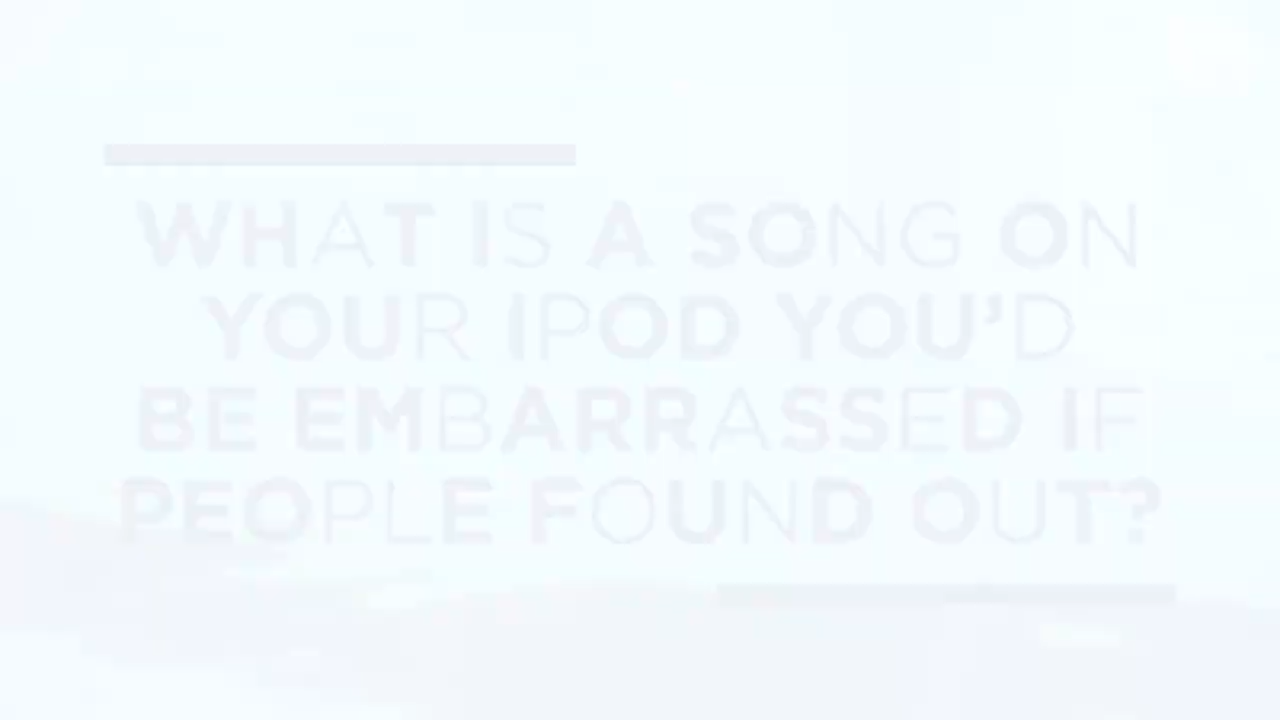 WHAT IS A SONG ON
YOUR IPOD YOU'D
BE EMBARRASSED IF
PEOPLE FOUND OUT?